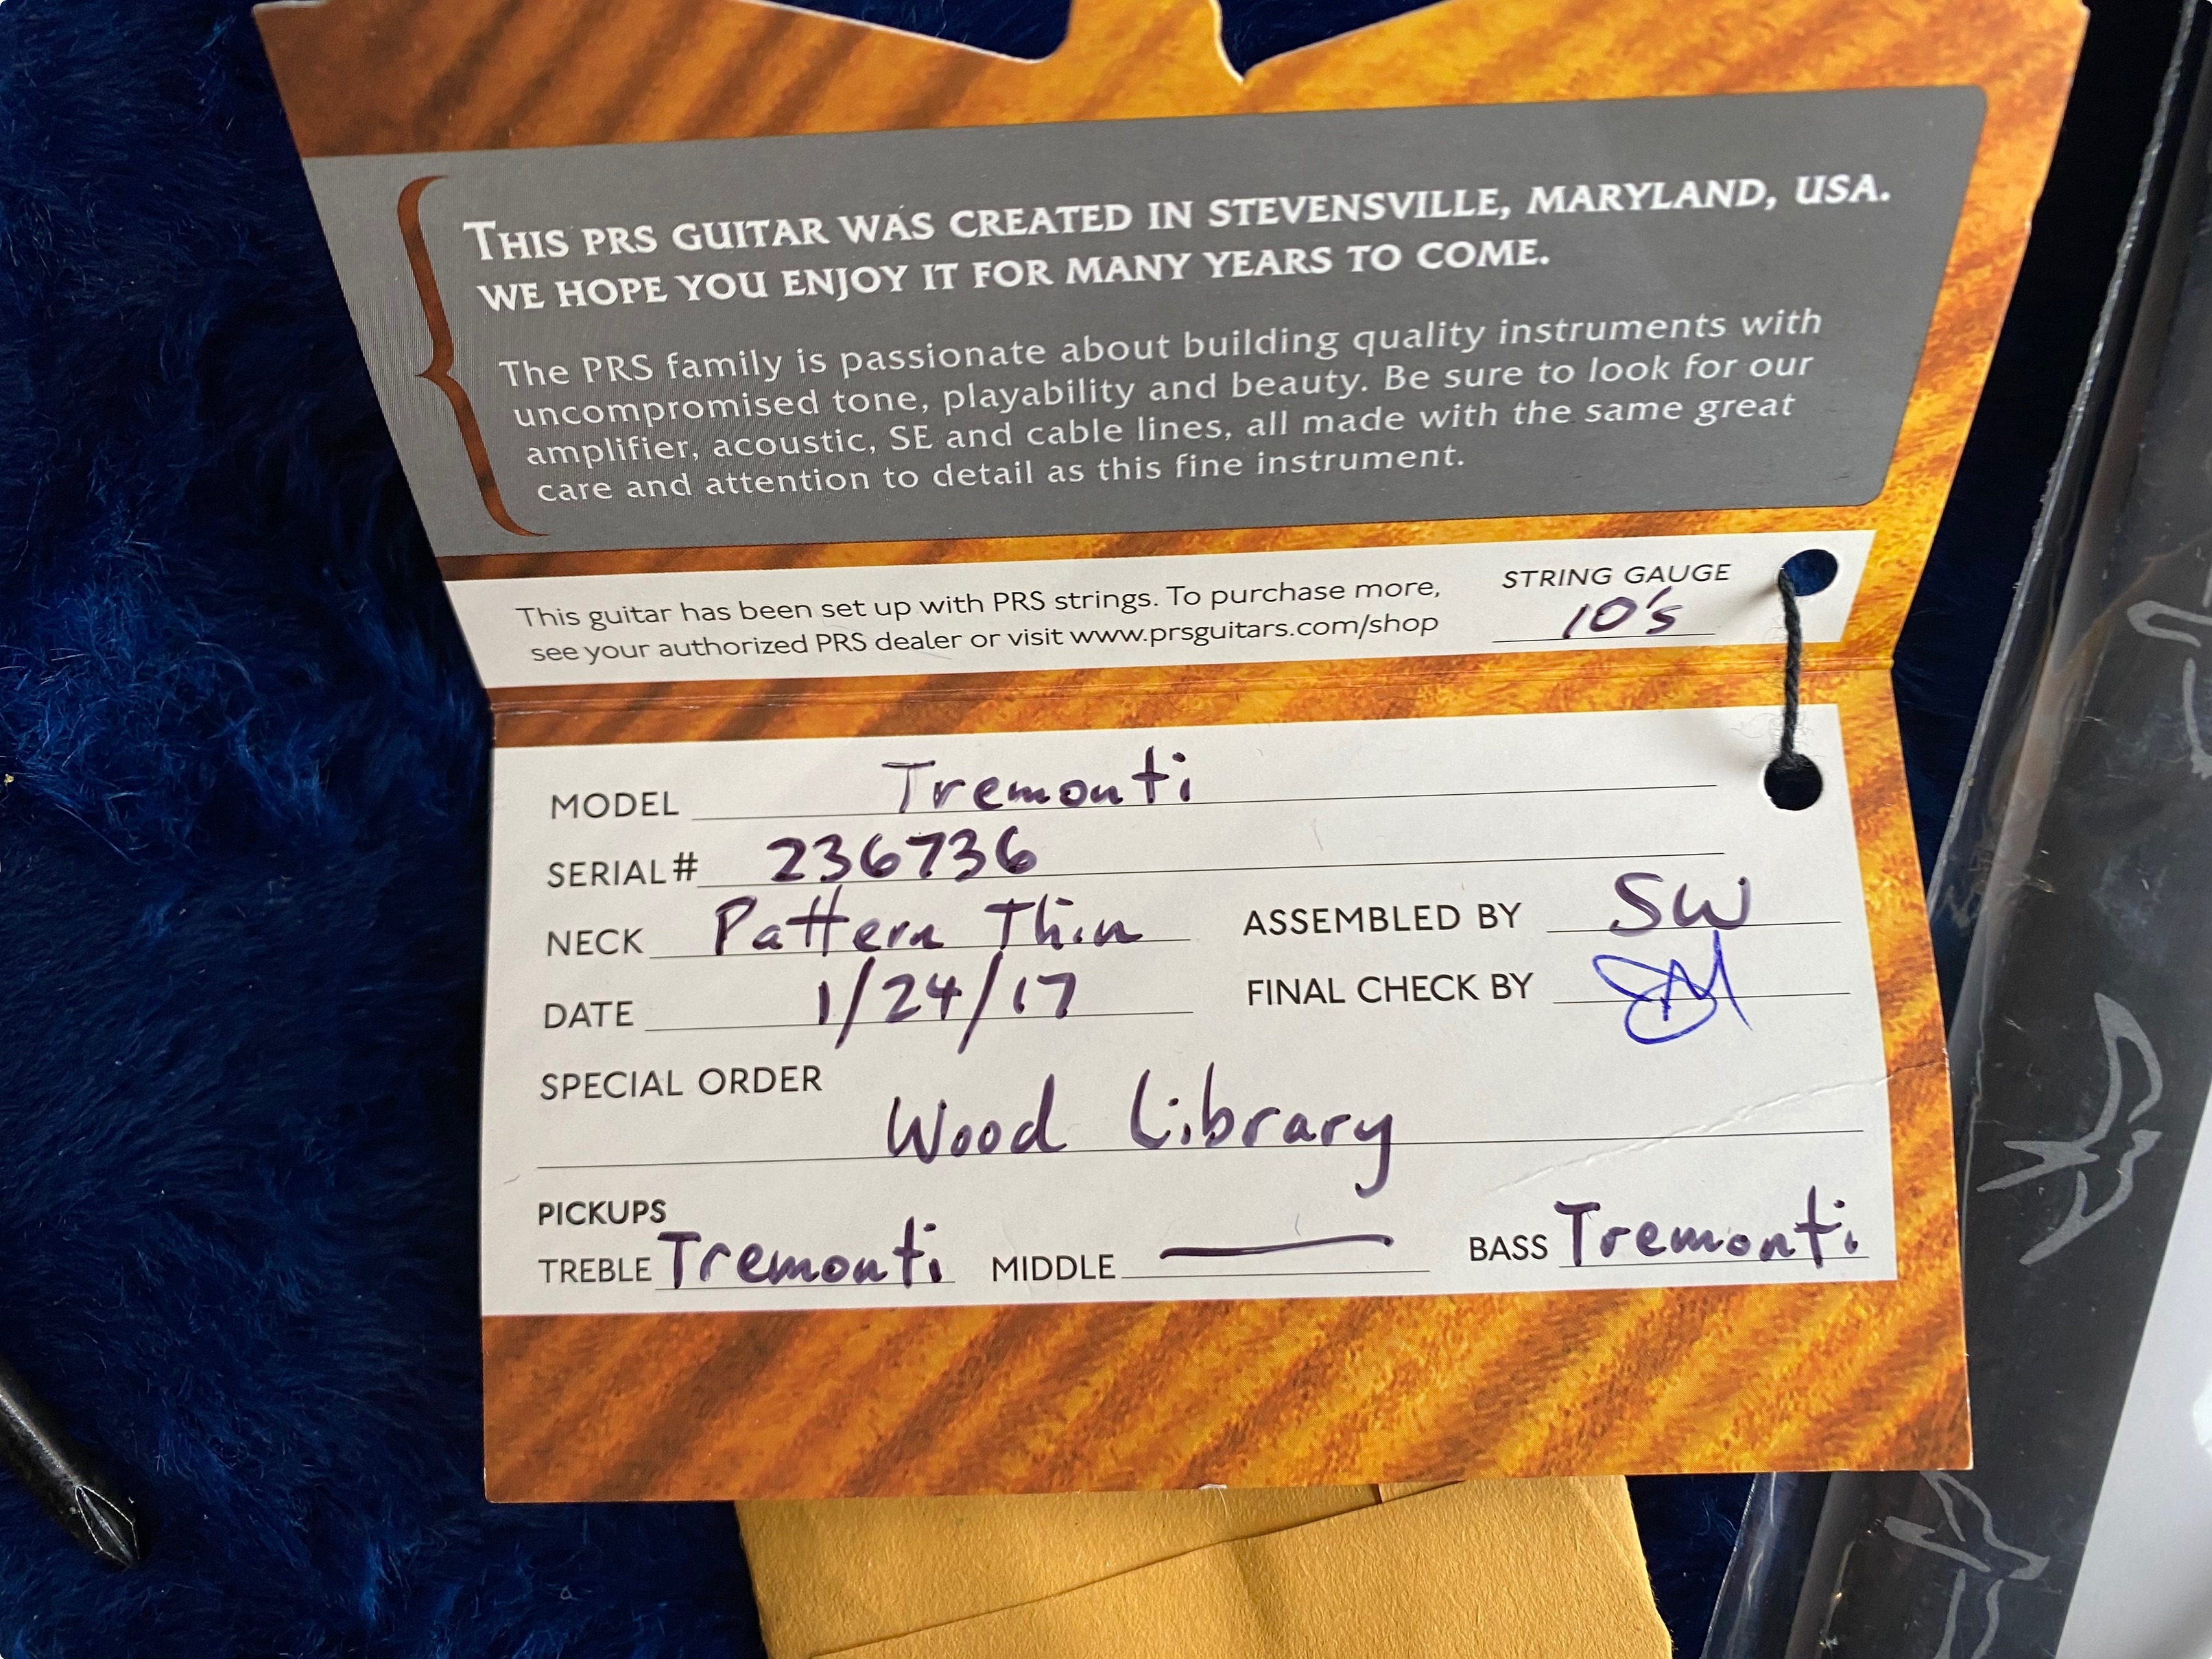 THIS PRS GUITAR WAS CREATED IN STEVENSVILLE, MARYLAND, USA.
WE HOPE YOU ENJOY IT FOR MANY YEARS TO COME.
The PRS family is passionate about building quality instruments with
uncompromised tone, playability and beauty. Be sure to look for our
amplifier, acoustic, SE and cable lines, all made with the same great
care and attention to detail as this fine instrument.
This guitar has been set up with PRS strings. To purchase more,
see your authorized PRS dealer or visit www.prsguitars.com/shop
STRING GAUGE
10's
MODEL Tremonti
SERIAL# 236736
NECK Pattern Thin
ASSEMBLED BY SW
DATE 1/24/17
FINAL CHECK BY
SPECIAL ORDER
Wood Library
PICKUPS
TREBLE Tremonti MIDDLE — BASS Tremonti